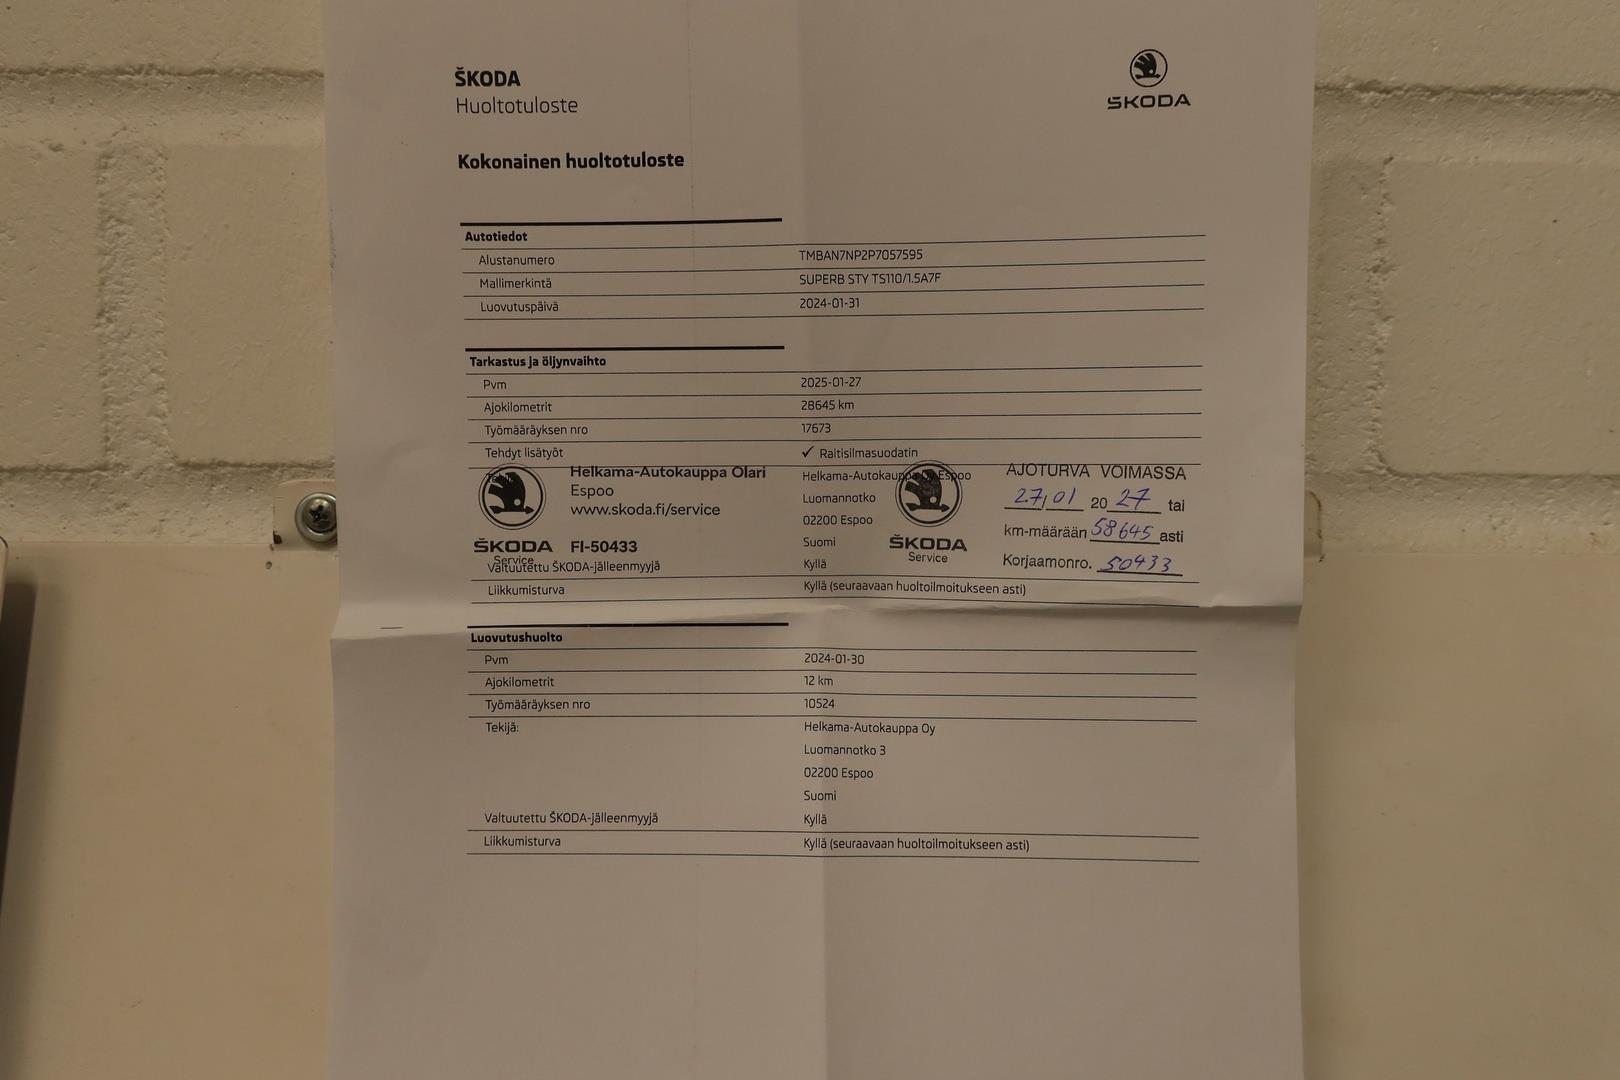 ŠKODA
Huoltotuloste
ŠKODA
Kokonainen huoltotuloste
Autotiedot
Alustanumero TMBAN7NP2P7057595
Mallimerkintä SUPERB STY TS110/1.5A7F
Luovutuspäivä 2024-01-31
Tarkastus ja öljynvaihto
Pvm 2025-01-27
Ajokilometrit 28645 km
Työmääräyksen nro 17673
Tehdyt lisätyöt ✓ Raitisilmasuodatin
Helkama-Autokauppa Oy Espoo
Luomannotko
02200 Espoo
Suomi
Helkama-Autokauppa Olari
Espoo
www.skoda.fi/service
ŠKODA FI-50433
Service
ŠKODA
Service
AJOTURVA VOIMASSA
27/01 2027 tai
km-määrään 58645 asti
Korjaamonro. 50433
Valtuutettu ŠKODA-jälleenmyyjä Kyllä
Liikkumisturva Kyllä (seuraavaan huoltoilmoitukseen asti)
Luovutushuolto
Pvm 2024-01-30
Ajokilometrit 12 km
Työmääräyksen nro 10524
Tekijä: Helkama-Autokauppa Oy
Luomannotko 3
02200 Espoo
Suomi
Valtuutettu ŠKODA-jälleenmyyjä Kyllä
Liikkumisturva Kyllä (seuraavaan huoltoilmoitukseen asti)